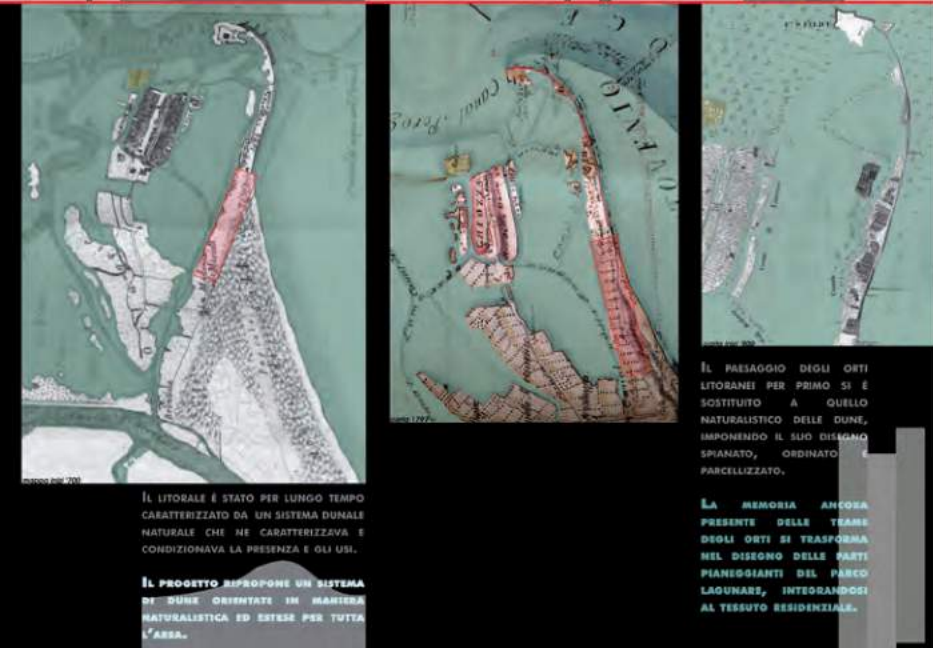 mappa inizi '700
IL LITORALE È STATO PER LUNGO TEMPO
CARATTERIZZATO DA UN SISTEMA DUNALE
NATURALE CHE NE CARATTERIZZAVA E
CONDIZIONAVA LA PRESENZA E GLI USI.
IL PROGETTO RIPROPONE UN SISTEMA
DI DUNE ORIENTATE IN MANIERA
NATURALISTICA ED ESTESE PER TUTTA
L'AREA.
Canal
IL PAESAGGIO DEGLI ORTI
LITORANEI PER PRIMO SI È
SOSTITUITO A QUELLO
NATURALISTICO DELLE DUNE,
IMPONENDO IL SUO DISEGNO
SPIANATO, ORDINATO E
PARCELLIZZATO.
LA MEMORIA ANCORA
PRESENTE DELLE TRAME
DEGLI ORTI SI TRASFORMA
NEL DISEGNO DELLE PARTI
PIANEGGIANTI DEL PARCO
LAGUNARE, INTEGRANDOSI
AL TESSUTO RESIDENZIALE.